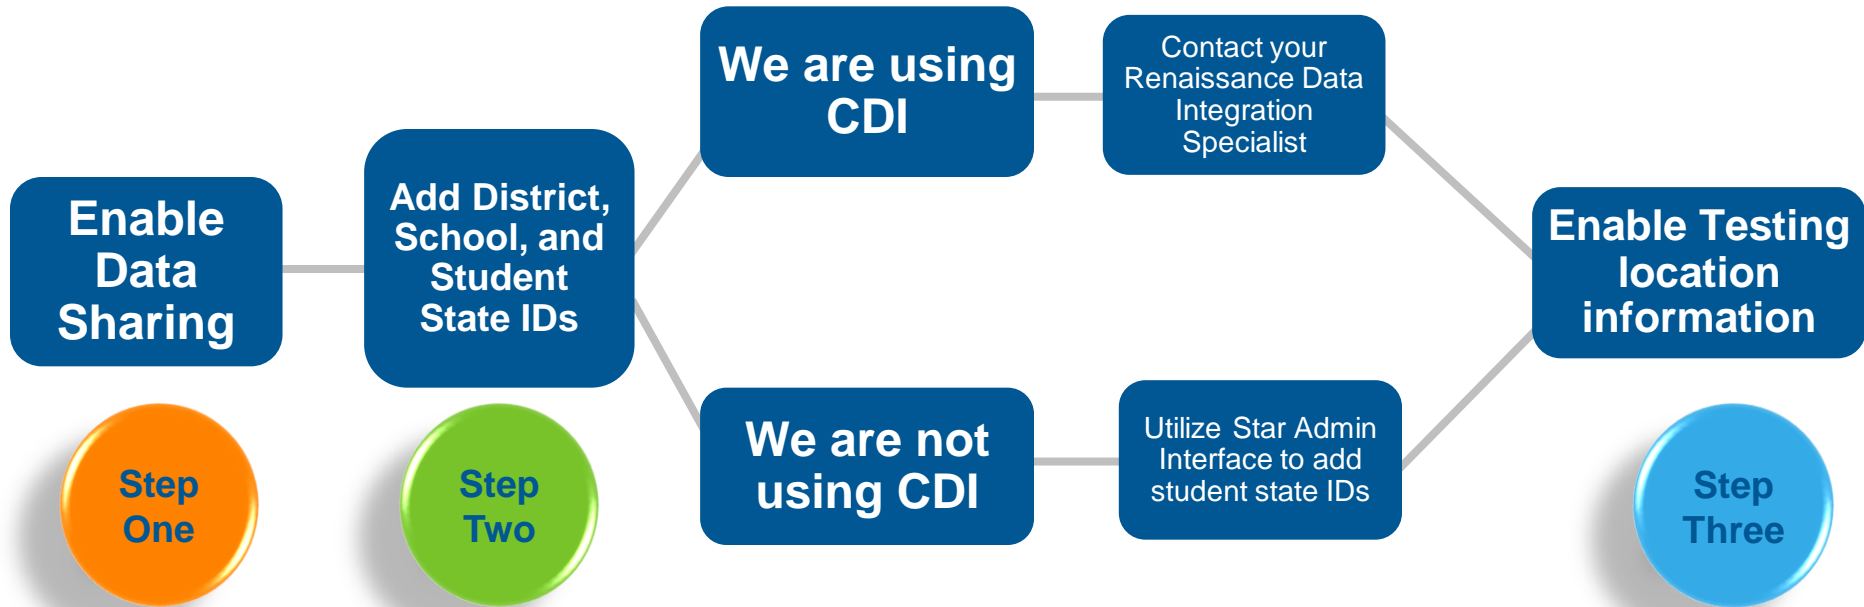 Enable
Data
Sharing
Add District,
School, and
Student
State IDs
We are using
CDI
Contact your
Renaissance Data
Integration
Specialist
We are not
using CDI
Utilize Star Admin
Interface to add
student state IDs
Enable Testing
location
information
Step
One
Step
Two
Step
Three